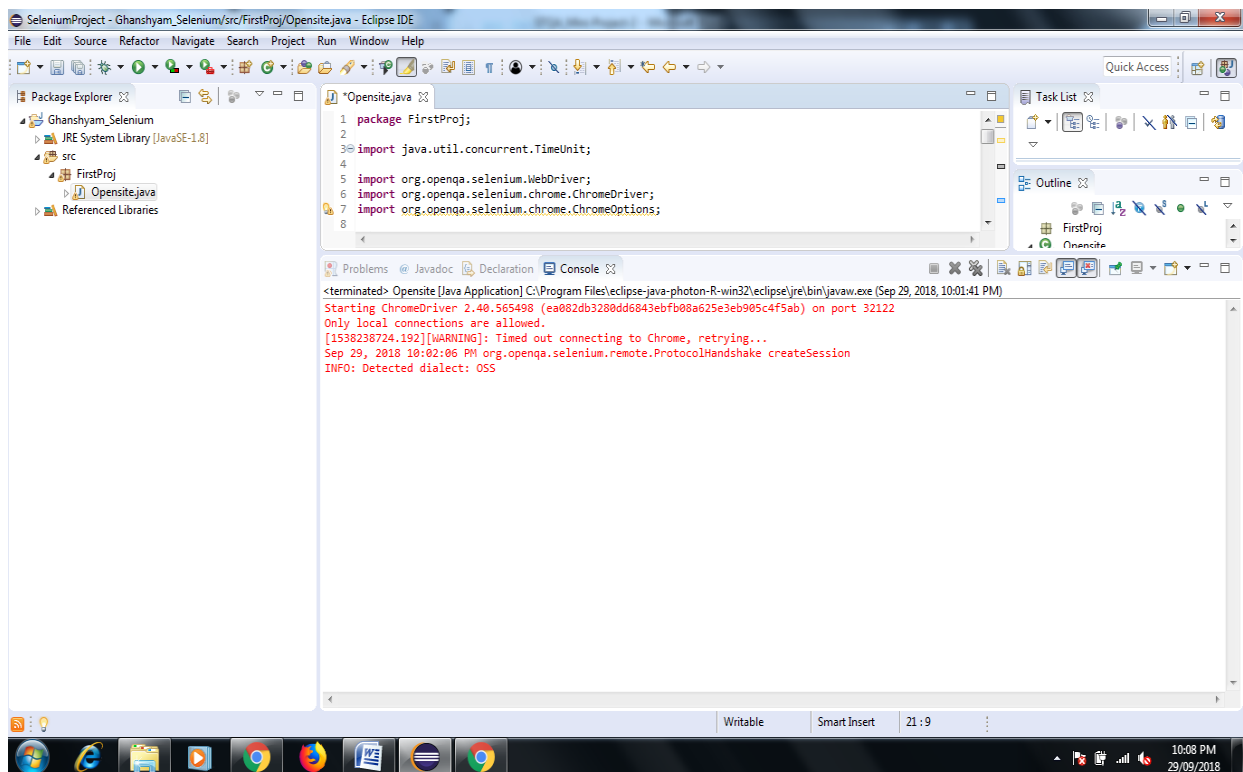 SeleniumProject - Ghanshyam_Selenium/src/FirstProj/Opensite.java - Eclipse IDE
File Edit Source Refactor Navigate Search Project Run Window Help
Quick Access
Package Explorer
Ghanshyam_Selenium
JRE System Library [JavaSE-1.8]
src
FirstProj
Opensite.java
Referenced Libraries
*Opensite.java
1 package FirstProj;
2
3 import java.util.concurrent.TimeUnit;
4
5 import org.openqa.selenium.WebDriver;
6 import org.openqa.selenium.chrome.ChromeDriver;
7 import org.openqa.selenium.chrome.ChromeOptions;
8
Task List
Outline
FirstProj
Opensite
Problems @ Javadoc Declaration Console
<terminated> Opensite [Java Application] C:\Program Files\eclipse-java-photon-R-win32\eclipse\jre\bin\javaw.exe (Sep 29, 2018, 10:01:41 PM)
Starting ChromeDriver 2.40.565498 (ea082db3280dd6843ebfb08a625e3eb905c4f5ab) on port 32122
Only local connections are allowed.
[1538238724.192][WARNING]: Timed out connecting to Chrome, retrying...
Sep 29, 2018 10:02:06 PM org.openqa.selenium.remote.ProtocolHandshake createSession
INFO: Detected dialect: OSS
Writable Smart Insert 21 : 9
10:08 PM
29/09/2018